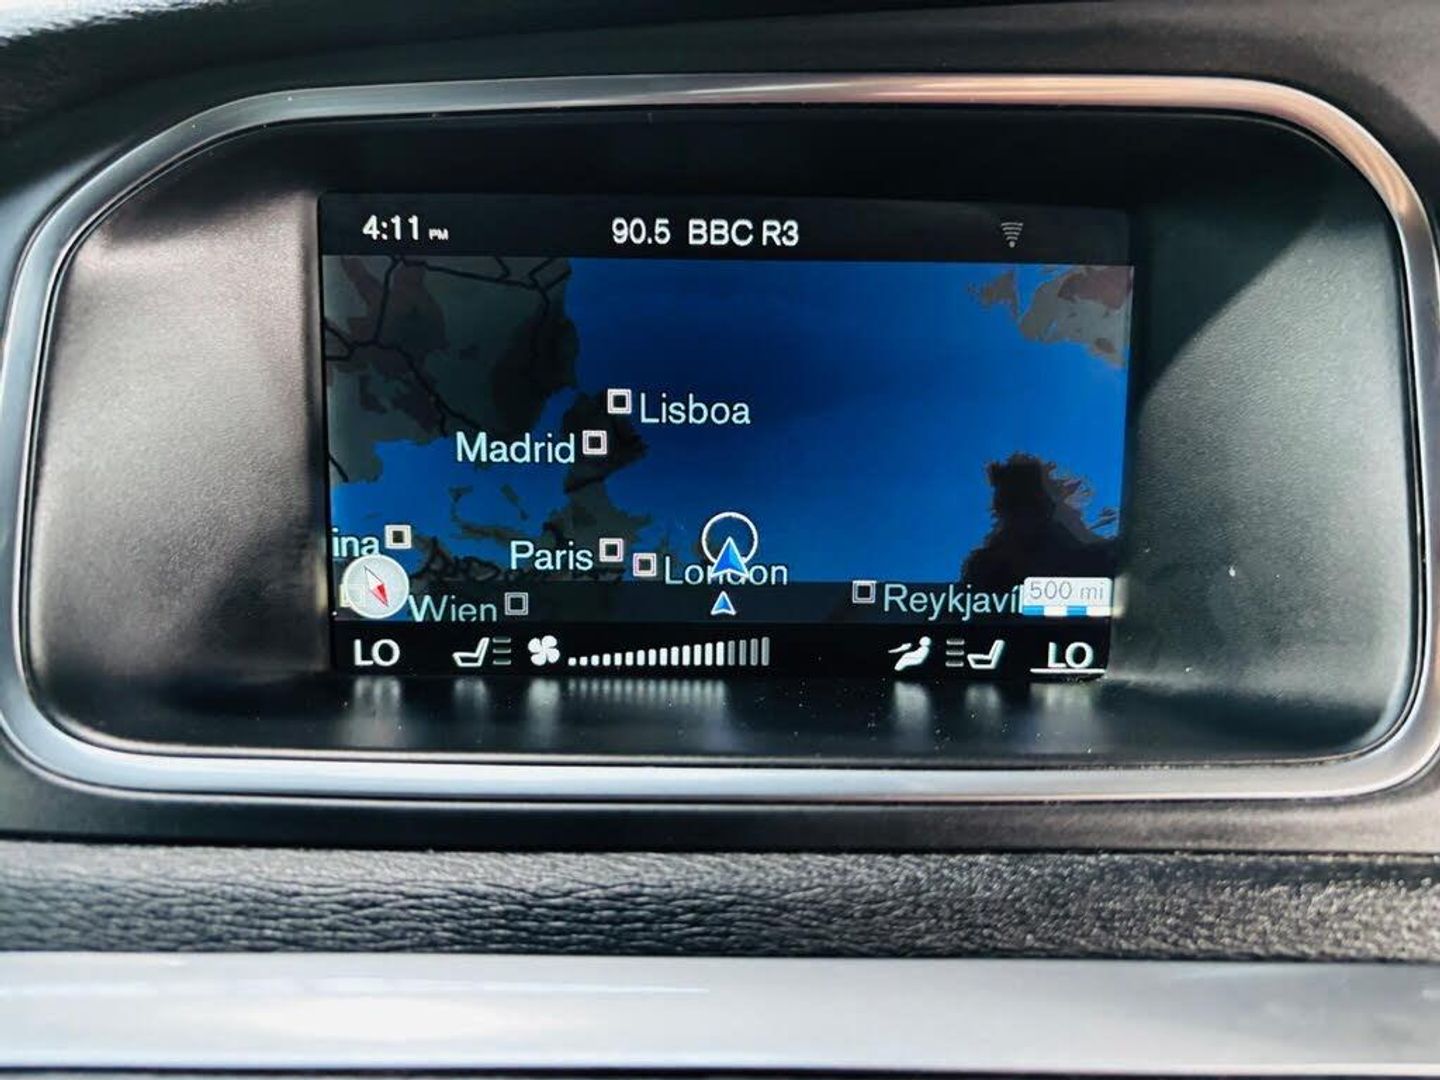 4:11 PM 90.5 BBC R3
Lisboa
Madrid
ina
Paris
London
Wien
Reykjaví
500 mi
LO LO